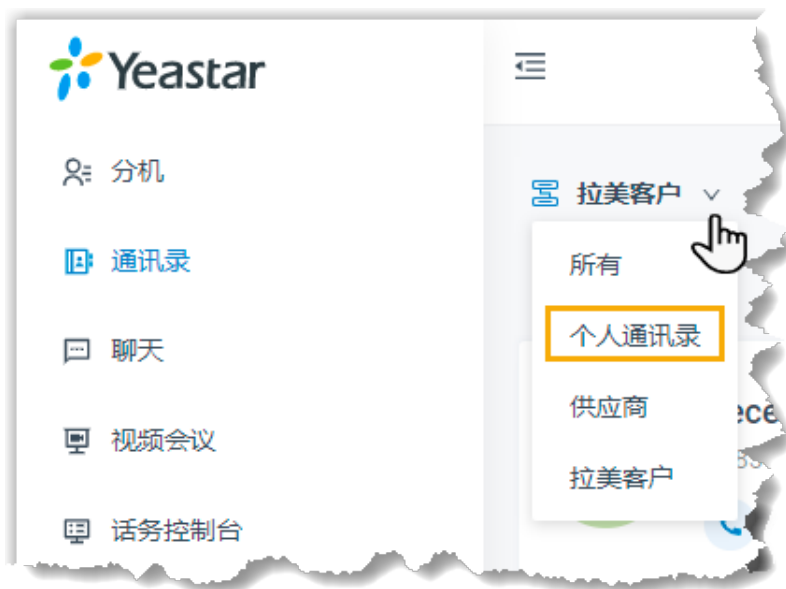 Yeastar
分机
通讯录
聊天
视频会议
话务控制台
拉美客户
所有
个人通讯录
供应商
拉美客户